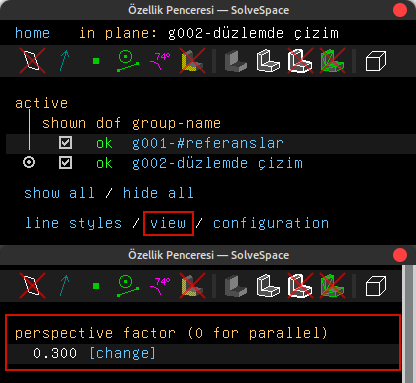 Özellik Penceresi — SolveSpace
home in plane: g002-düzlemde çizim
74°
active
shown dof group-name
ok g001-#referanslar
ok g002-düzlemde çizim
show all / hide all
line styles / view / configuration
Özellik Penceresi — SolveSpace
74°
perspective factor (0 for parallel)
0.300 [change]